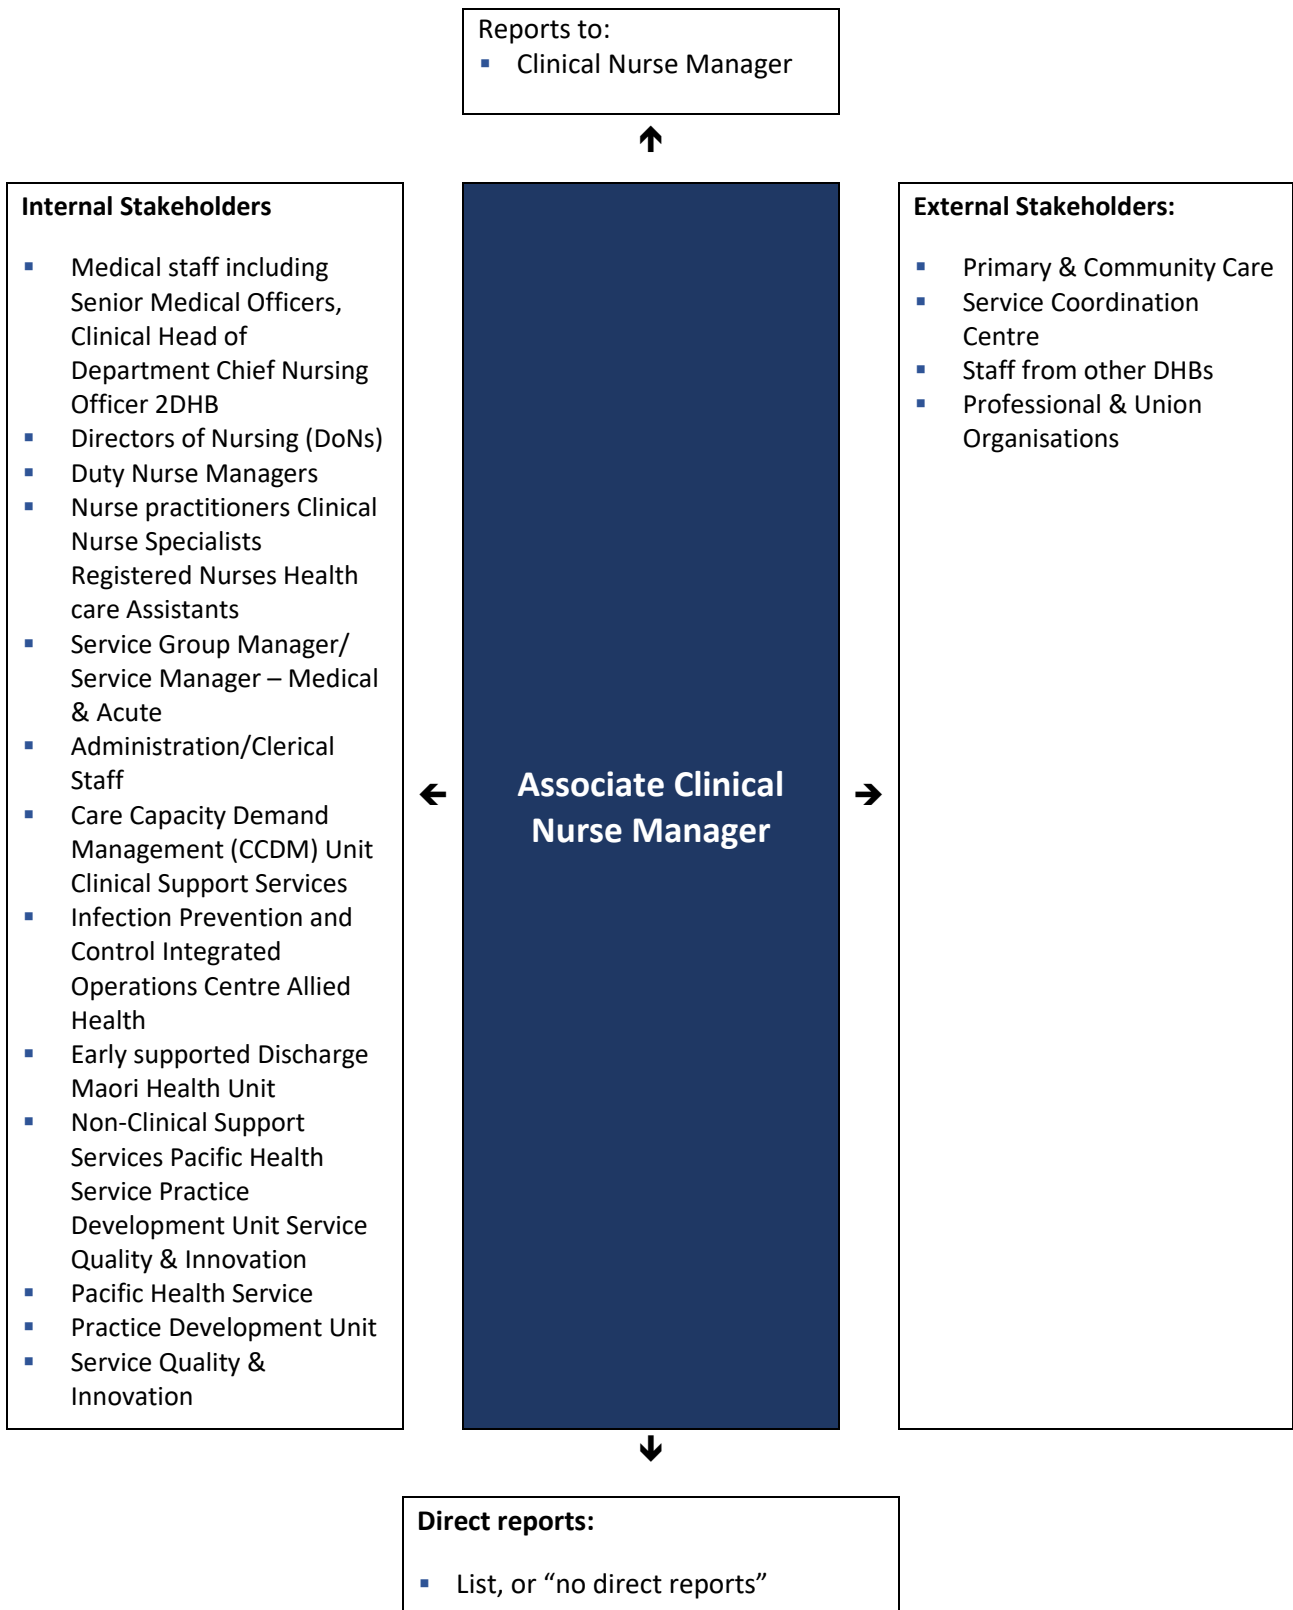 Reports to:
▪ Clinical Nurse Manager
↑
Internal Stakeholders
▪ Medical staff including
Senior Medical Officers,
Clinical Head of
Department Chief Nursing
Officer 2DHB
▪ Directors of Nursing (DoNs)
▪ Duty Nurse Managers
▪ Nurse practitioners Clinical
Nurse Specialists
Registered Nurses Health
care Assistants
▪ Service Group Manager/
Service Manager – Medical
& Acute
▪ Administration/Clerical
Staff
▪ Care Capacity Demand
Management (CCDM) Unit
Clinical Support Services
▪ Infection Prevention and
Control Integrated
Operations Centre Allied
Health
▪ Early supported Discharge
Maori Health Unit
▪ Non-Clinical Support
Services Pacific Health
Service Practice
Development Unit Service
Quality & Innovation
▪ Pacific Health Service
▪ Practice Development Unit
▪ Service Quality &
Innovation
←
Associate Clinical
Nurse Manager
→
External Stakeholders:
▪ Primary & Community Care
▪ Service Coordination
Centre
▪ Staff from other DHBs
▪ Professional & Union
Organisations
↓
Direct reports:
▪ List, or “no direct reports”